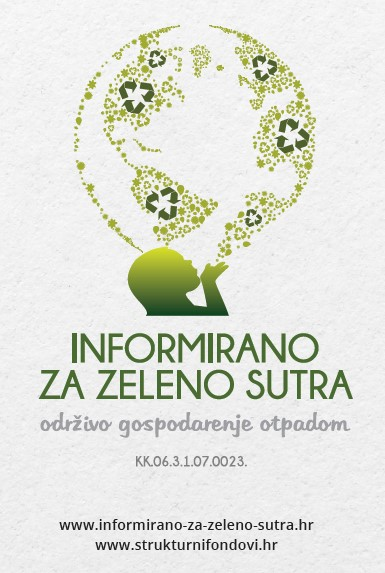 INFORMIRANO
ZA ZELENO SUTRA
održivo gospodarenje otpadom
KK.06.3.1.07.0023.
www.informirano-za-zeleno-sutra.hr
www.strukturnifondovi.hr